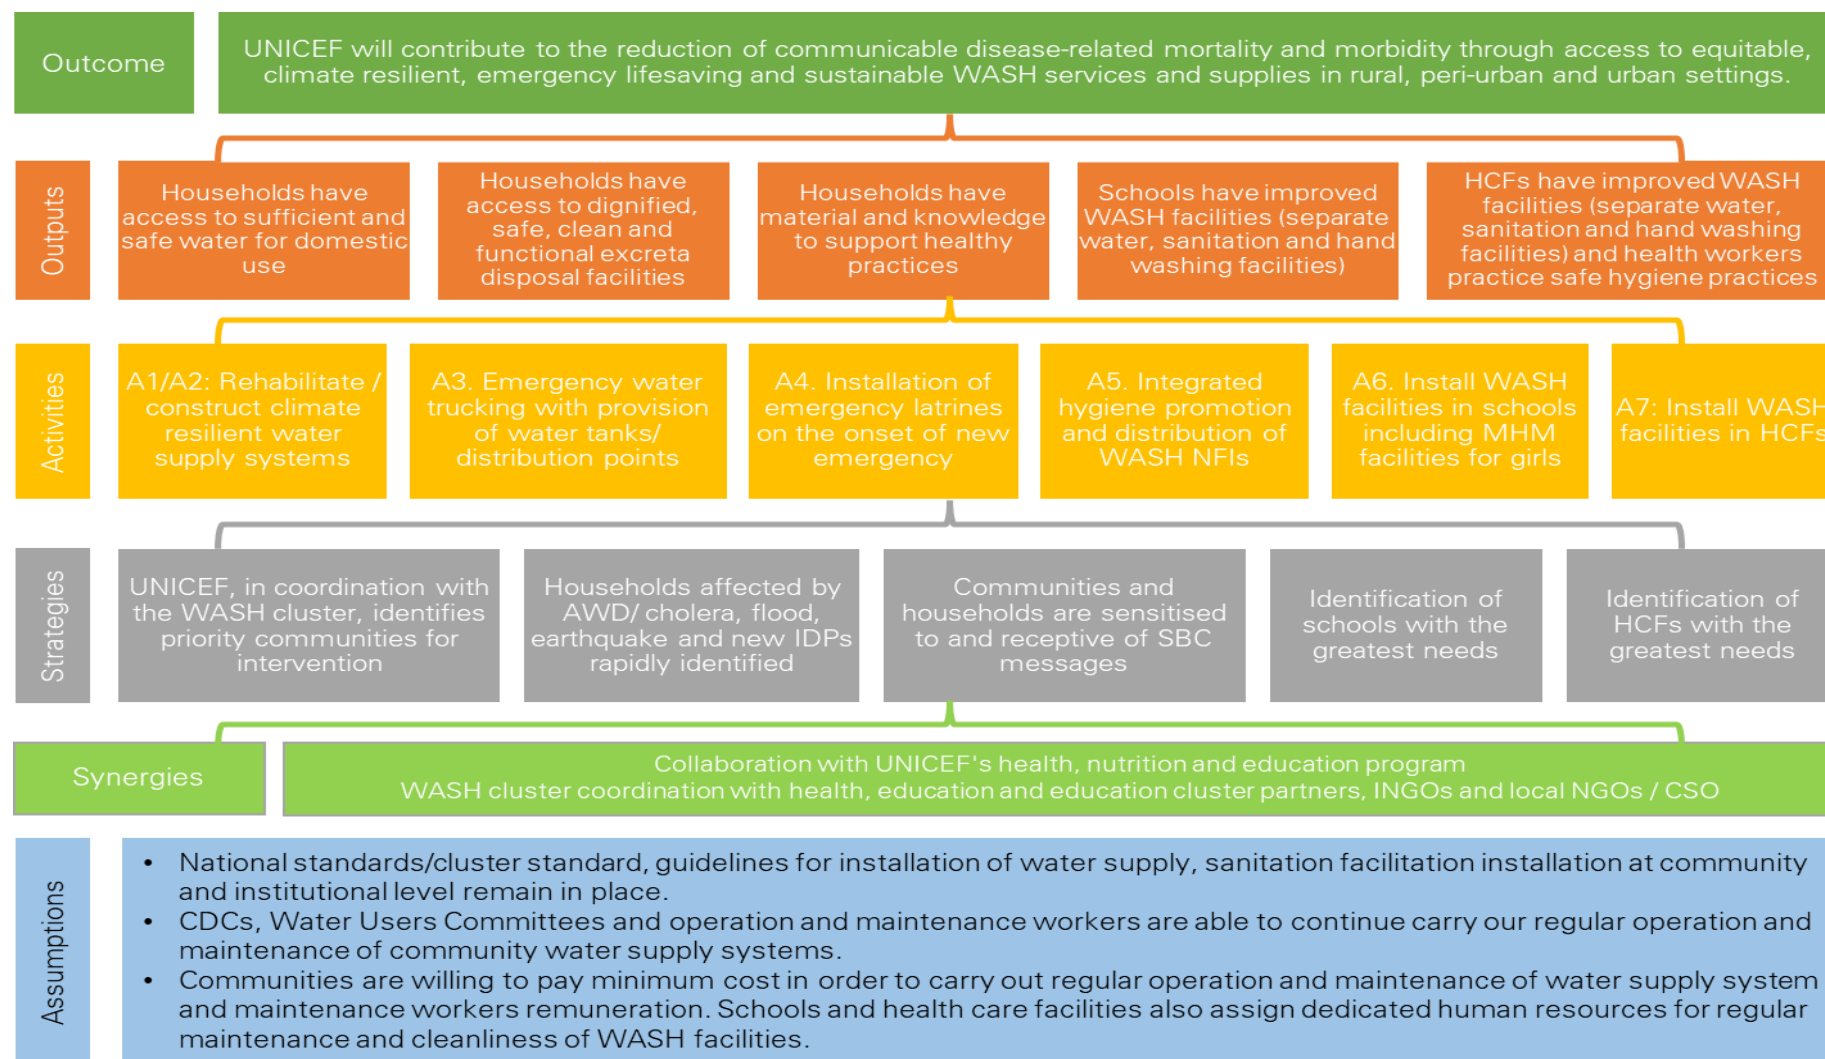 Outcome
UNICEF will contribute to the reduction of communicable disease-related mortality and morbidity through access to equitable,
climate resilient, emergency lifesaving and sustainable WASH services and supplies in rural, peri-urban and urban settings.
Outputs
Households have
access to sufficient and
safe water for domestic
use
Households have
access to dignified,
safe, clean and
functional excreta
disposal facilities
Households have
material and knowledge
to support healthy
practices
Schools have improved
WASH facilities (separate
water, sanitation and hand
washing facilities)
HCFs have improved WASH
facilities (separate water,
sanitation and hand washing
facilities) and health workers
practice safe hygiene practices
Activities
A1/A2: Rehabilitate /
construct climate
resilient water
supply systems
A3. Emergency water
trucking with provision
of water tanks/
distribution points
A4. Installation of
emergency latrines
on the onset of new
emergency
A5. Integrated
hygiene promotion
and distribution of
WASH NFIs
A6. Install WASH
facilities in schools
including MHM
facilities for girls
A7: Install WASH
facilities in HCFs
Strategies
UNICEF, in coordination with
the WASH cluster, identifies
priority communities for
intervention
Households affected by
AWD/ cholera, flood,
earthquake and new IDPs
rapidly identified
Communities and
households are sensitised
to and receptive of SBC
messages
Identification of
schools with the
greatest needs
Identification of
HCFs with the
greatest needs
Synergies
Collaboration with UNICEF's health, nutrition and education program
WASH cluster coordination with health, education and education cluster partners, INGOs and local NGOs / CSO
Assumptions
• National standards/cluster standard, guidelines for installation of water supply, sanitation facilitation installation at community
and institutional level remain in place.
• CDCs, Water Users Committees and operation and maintenance workers are able to continue carry our regular operation and
maintenance of community water supply systems.
• Communities are willing to pay minimum cost in order to carry out regular operation and maintenance of water supply system
and maintenance workers remuneration. Schools and health care facilities also assign dedicated human resources for regular
maintenance and cleanliness of WASH facilities.